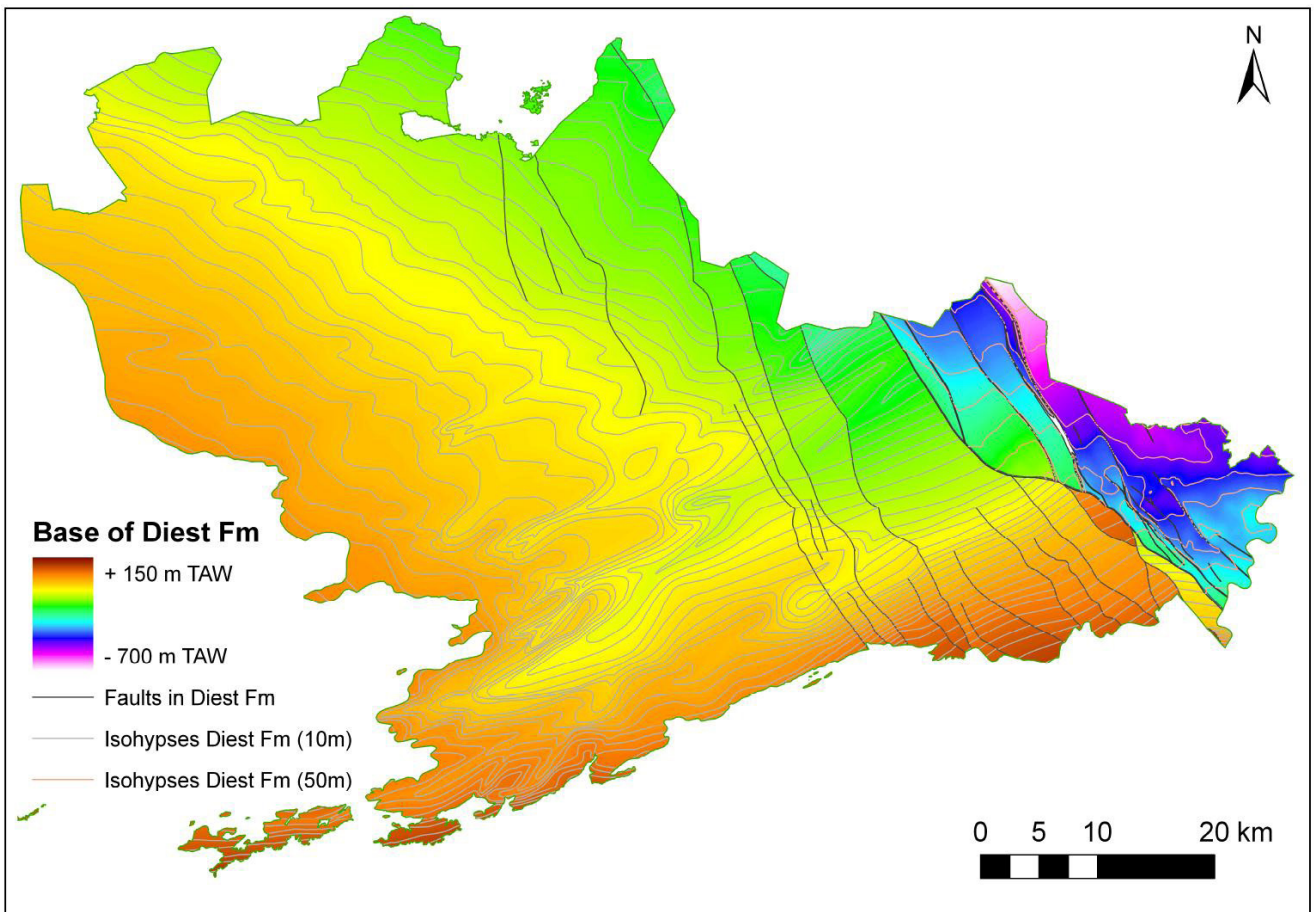 N
Base of Diest Fm
+ 150 m TAW
- 700 m TAW
Faults in Diest Fm
Isohypses Diest Fm (10m)
Isohypses Diest Fm (50m)
0 5 10 20 km